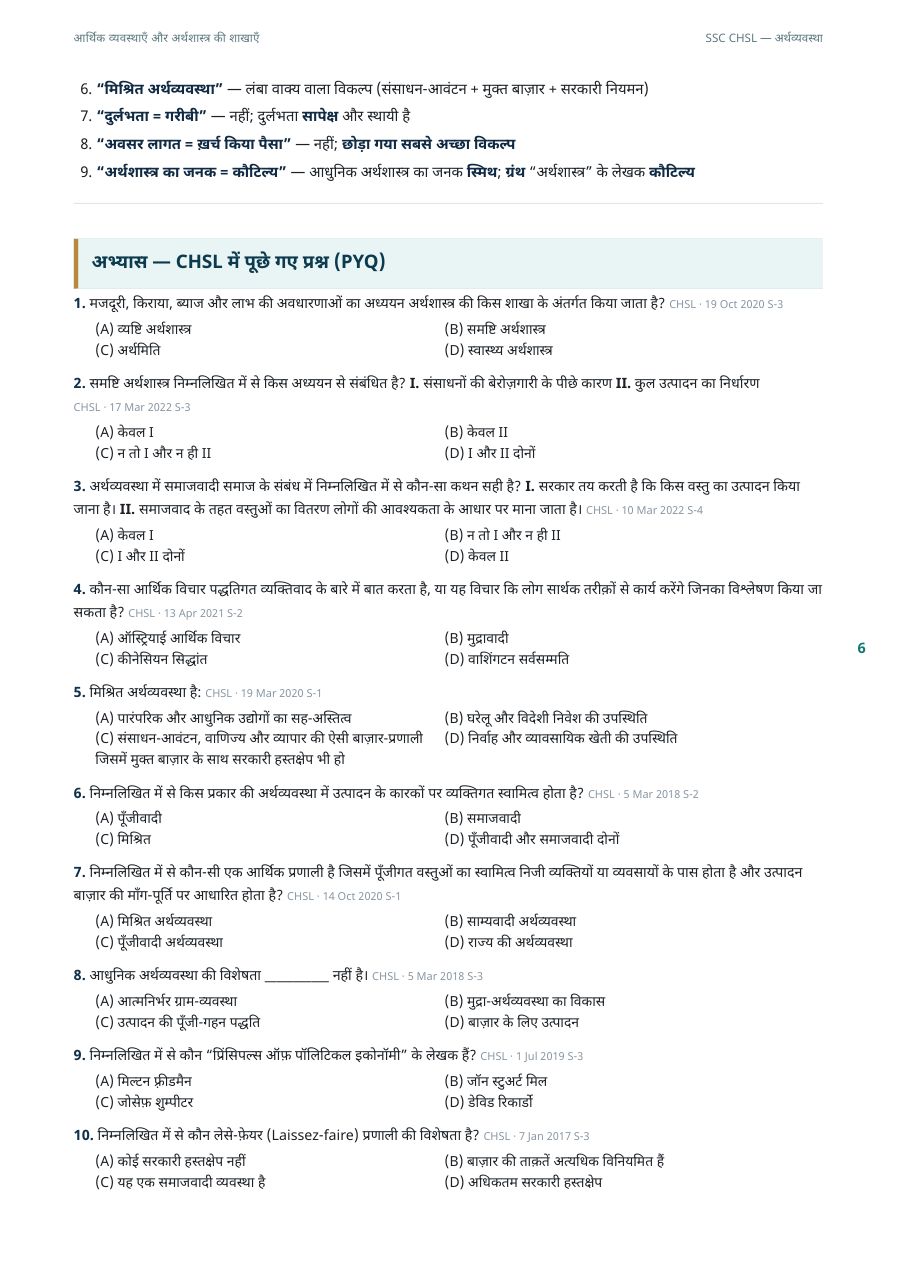 आर्थिक व्यवस्थाएँ और अर्थशास्त्र की शाखाएँ
SSC CHSL — अर्थव्यवस्था
6. “मिश्रित अर्थव्यवस्था” — लंबा वाक्य वाला विकल्प (संसाधन-आवंटन + मुक्त बाज़ार + सरकारी नियमन)
7. “दुर्लभता = गरीबी” — नहीं; दुर्लभता सापेक्ष और स्थायी है
8. “अवसर लागत = ख़र्च किया पैसा” — नहीं; छोड़ा गया सबसे अच्छा विकल्प
9. “अर्थशास्त्र का जनक = कौटिल्य” — आधुनिक अर्थशास्त्र का जनक स्मिथ; ग्रंथ “अर्थशास्त्र” के लेखक कौटिल्य
अभ्यास — CHSL में पूछे गए प्रश्न (PYQ)
1. मजदूरी, किराया, ब्याज और लाभ की अवधारणाओं का अध्ययन अर्थशास्त्र की किस शाखा के अंतर्गत किया जाता है? CHSL · 19 Oct 2020 S-3
(A) व्यष्टि अर्थशास्त्र
(B) समष्टि अर्थशास्त्र
(C) अर्थमिति
(D) स्वास्थ्य अर्थशास्त्र
2. समष्टि अर्थशास्त्र निम्नलिखित में से किस अध्ययन से संबंधित है? I. संसाधनों की बेरोज़गारी के पीछे कारण II. कुल उत्पादन का निर्धारण
CHSL · 17 Mar 2022 S-3
(A) केवल I
(B) केवल II
(C) न तो I और न ही II
(D) I और II दोनों
3. अर्थव्यवस्था में समाजवादी समाज के संबंध में निम्नलिखित में से कौन-सा कथन सही है? I. सरकार तय करती है कि किस वस्तु का उत्पादन किया
जाना है। II. समाजवाद के तहत वस्तुओं का वितरण लोगों की आवश्यकता के आधार पर माना जाता है। CHSL · 10 Mar 2022 S-4
(A) केवल I
(B) न तो I और न ही II
(C) I और II दोनों
(D) केवल II
4. कौन-सा आर्थिक विचार पद्धतिगत व्यक्तिवाद के बारे में बात करता है, या यह विचार कि लोग सार्थक तरीक़ों से कार्य करेंगे जिनका विश्लेषण किया जा
सकता है? CHSL · 13 Apr 2021 S-2
(A) ऑस्ट्रियाई आर्थिक विचार
(B) मुद्रावादी
(C) कीनेसियन सिद्धांत
(D) वाशिंगटन सर्वसम्मति
6
5. मिश्रित अर्थव्यवस्था है: CHSL · 19 Mar 2020 S-1
(A) पारंपरिक और आधुनिक उद्योगों का सह-अस्तित्व
(B) घरेलू और विदेशी निवेश की उपस्थिति
(C) संसाधन-आवंटन, वाणिज्य और व्यापार की ऐसी बाज़ार-प्रणाली
जिसमें मुक्त बाज़ार के साथ सरकारी हस्तक्षेप भी हो
(D) निर्वाह और व्यावसायिक खेती की उपस्थिति
6. निम्नलिखित में से किस प्रकार की अर्थव्यवस्था में उत्पादन के कारकों पर व्यक्तिगत स्वामित्व होता है? CHSL · 5 Mar 2018 S-2
(A) पूँजीवादी
(B) समाजवादी
(C) मिश्रित
(D) पूँजीवादी और समाजवादी दोनों
7. निम्नलिखित में से कौन-सी एक आर्थिक प्रणाली है जिसमें पूँजीगत वस्तुओं का स्वामित्व निजी व्यक्तियों या व्यवसायों के पास होता है और उत्पादन
बाज़ार की माँग-पूर्ति पर आधारित होता है? CHSL · 14 Oct 2020 S-1
(A) मिश्रित अर्थव्यवस्था
(B) साम्यवादी अर्थव्यवस्था
(C) पूँजीवादी अर्थव्यवस्था
(D) राज्य की अर्थव्यवस्था
8. आधुनिक अर्थव्यवस्था की विशेषता _________ नहीं है। CHSL · 5 Mar 2018 S-3
(A) आत्मनिर्भर ग्राम-व्यवस्था
(B) मुद्रा-अर्थव्यवस्था का विकास
(C) उत्पादन की पूँजी-गहन पद्धति
(D) बाज़ार के लिए उत्पादन
9. निम्नलिखित में से कौन “प्रिंसिपल्स ऑफ़ पॉलिटिकल इकोनॉमी” के लेखक हैं? CHSL · 1 Jul 2019 S-3
(A) मिल्टन फ़्रीडमैन
(B) जॉन स्टुअर्ट मिल
(C) जोसेफ़ शुम्पीटर
(D) डेविड रिकार्डो
10. निम्नलिखित में से कौन लेसे-फ़ेयर (Laissez-faire) प्रणाली की विशेषता है? CHSL · 7 Jan 2017 S-3
(A) कोई सरकारी हस्तक्षेप नहीं
(B) बाज़ार की ताक़तें अत्यधिक विनियमित हैं
(C) यह एक समाजवादी व्यवस्था है
(D) अधिकतम सरकारी हस्तक्षेप